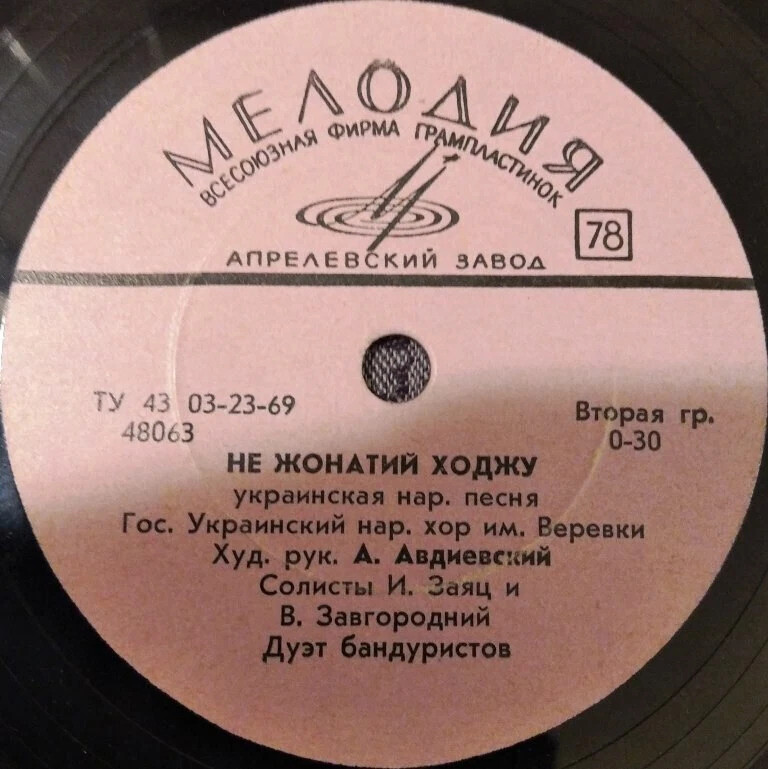 МЕЛОДИЯ
ВСЕСОЮЗНАЯ ФИРМА ГРАМПЛАСТИНОК
78
АПРЕЛЕВСКИЙ ЗАВОД
ТУ 43 03-23-69
48063
Вторая гр.
0-30
НЕ ЖОНАТИЙ ХОДЖУ
украинская нар. песня
Гос. Украинский нар. хор им. Веревки
Худ. рук. А. Авдиевский
Солисты И. Заяц и
В. Завгородний
Дуэт бандуристов